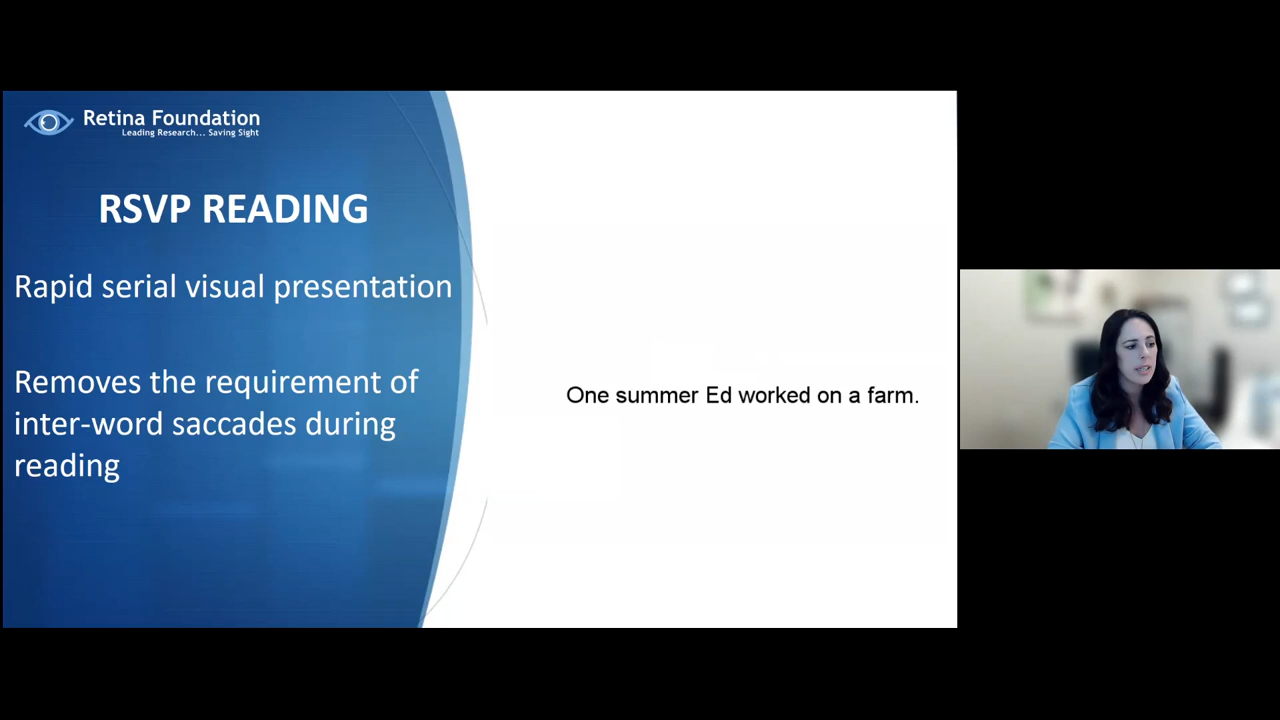 Retina Foundation
Leading Research... Saving Sight
RSVP READING
Rapid serial visual presentation
Removes the requirement of
inter-word saccades during
reading
One summer Ed worked on a farm.